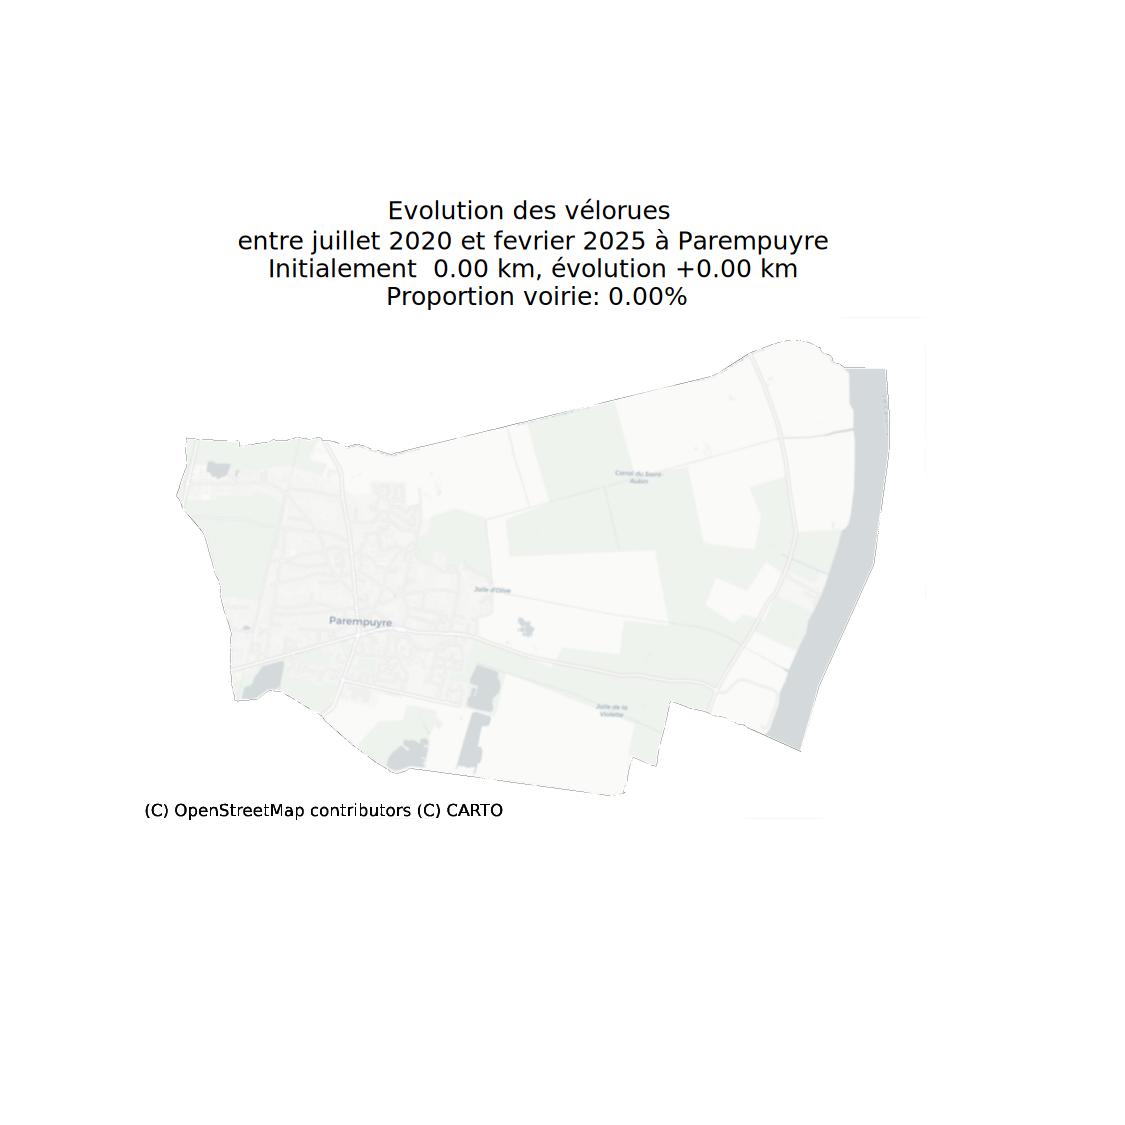 Evolution des vélorues
entre juillet 2020 et fevrier 2025 à Parempuyre
Initialement  0.00 km, évolution +0.00 km
Proportion voirie: 0.00%
Canal du Saint-
Aubin
Jalle d'Olive
Parempuyre
Jalle de la
Violette
(C) OpenStreetMap contributors (C) CARTO